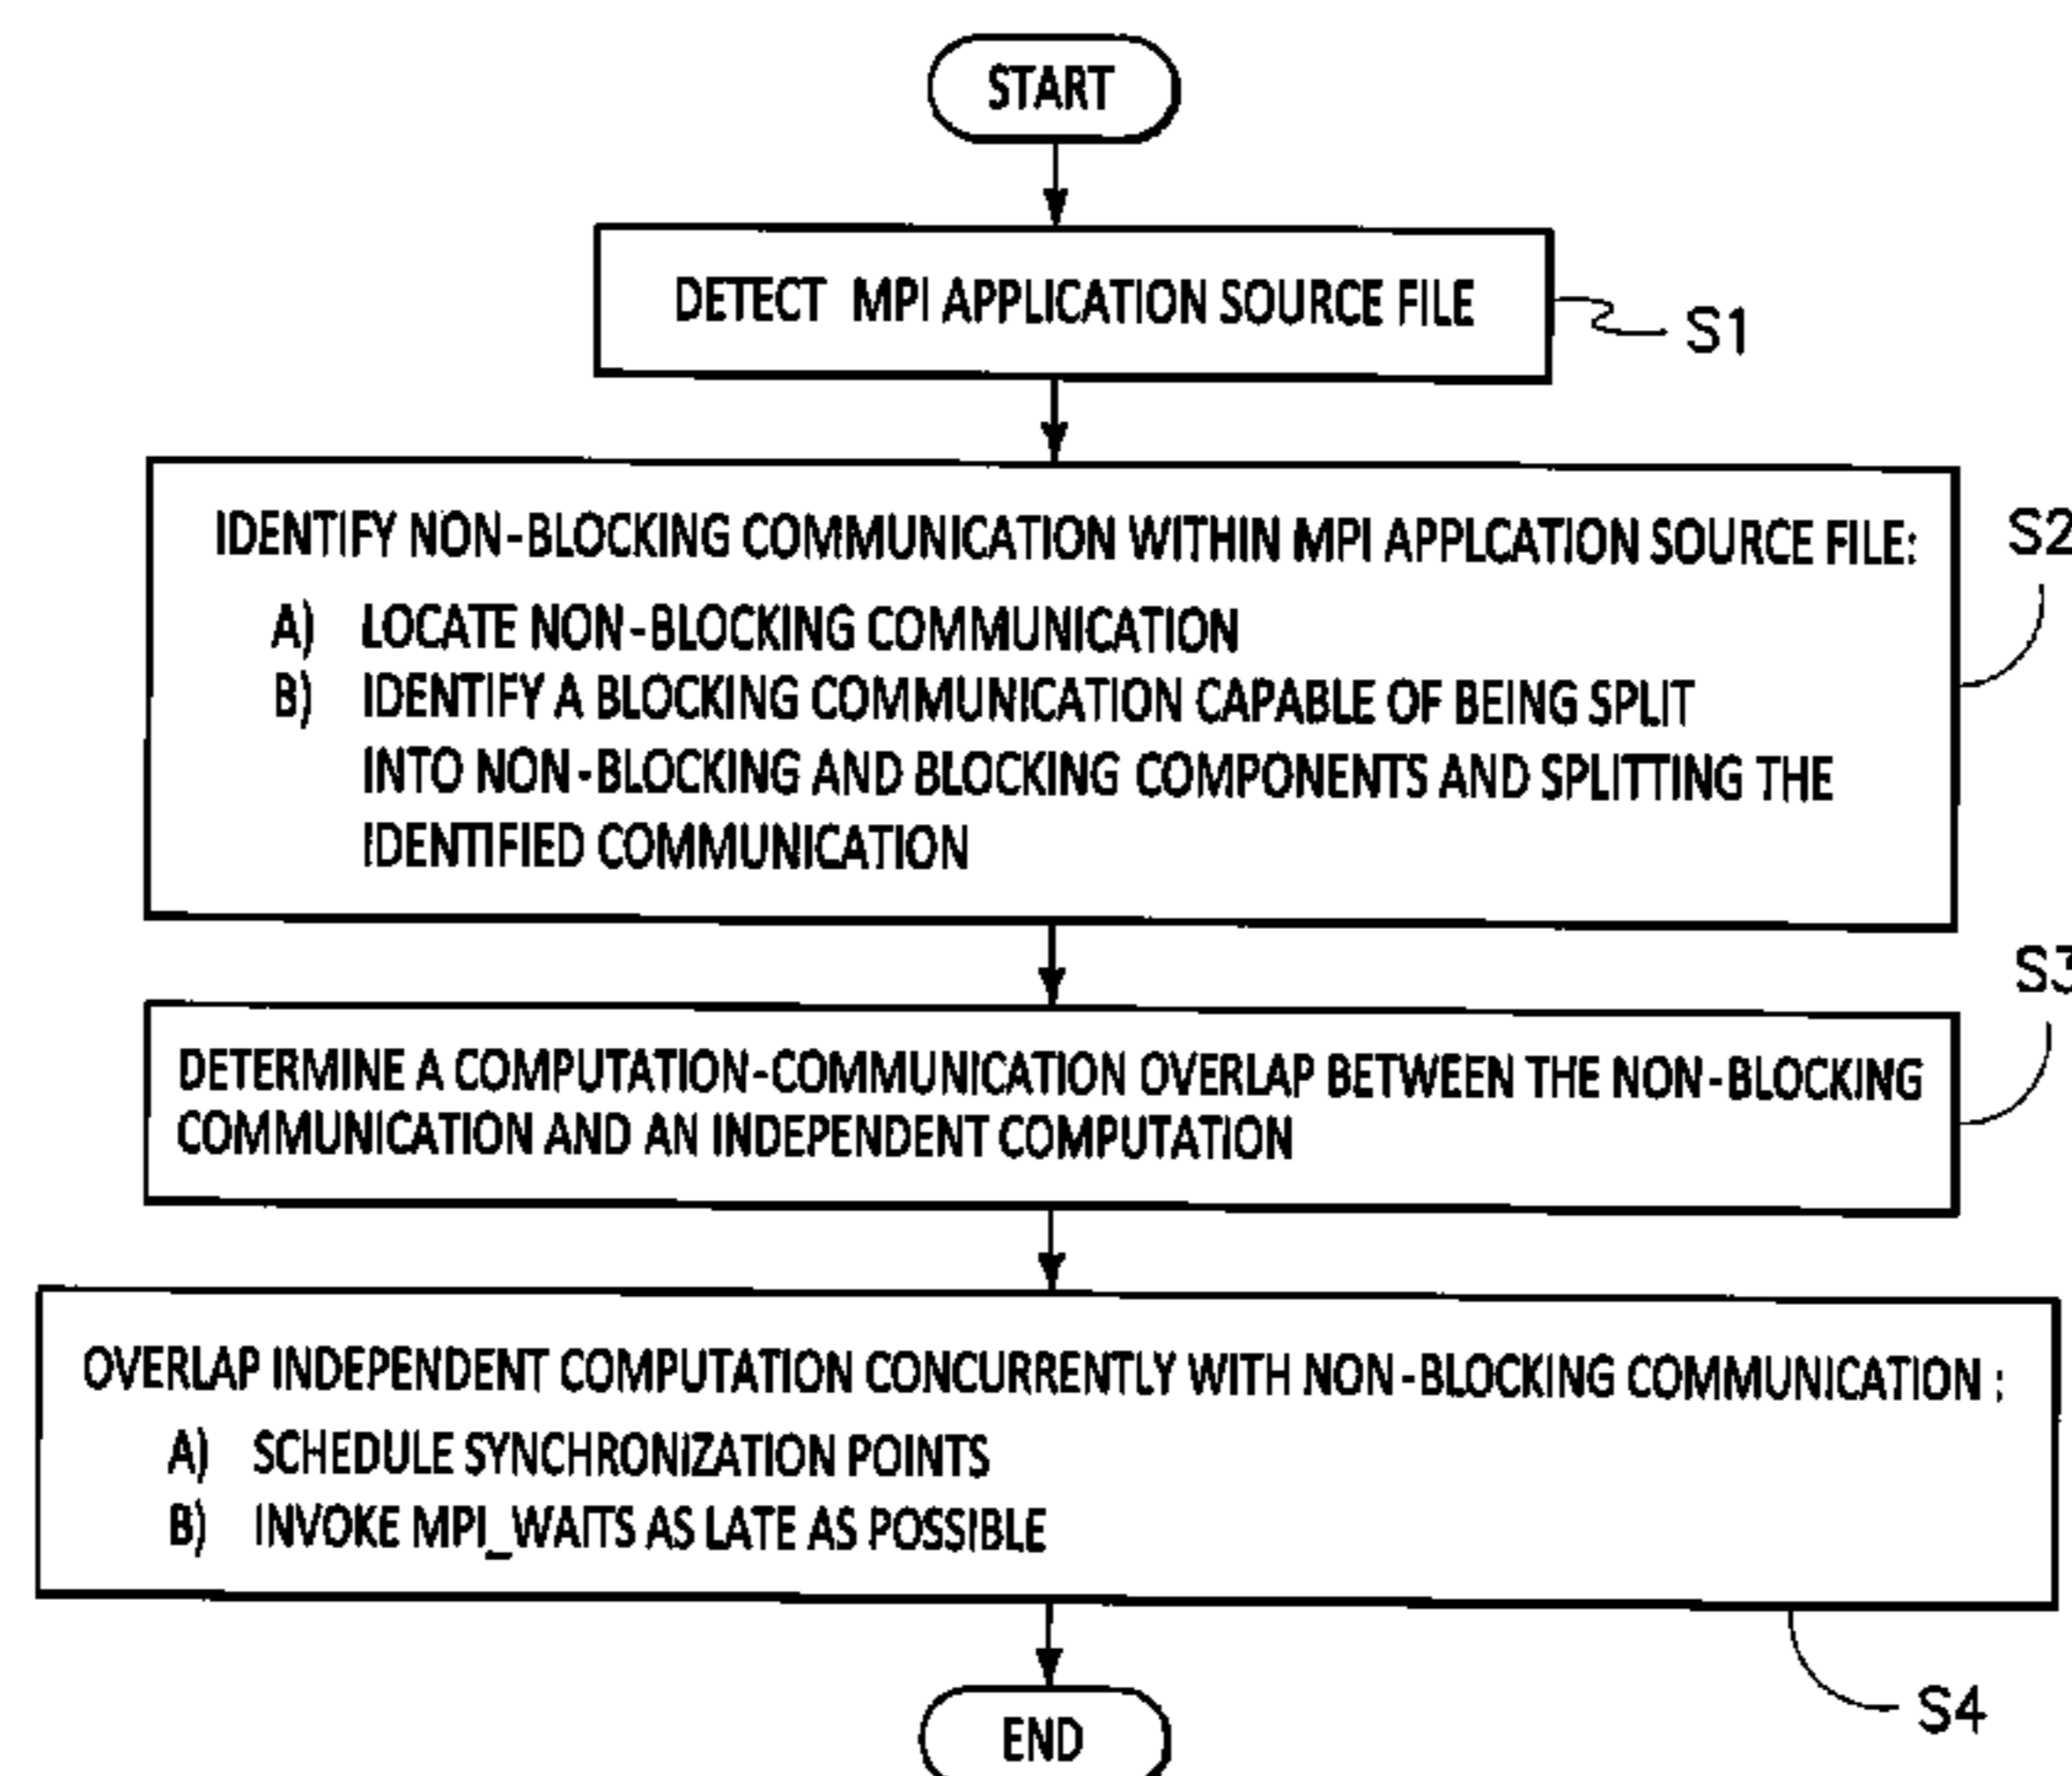 START
DETECT MPI APPLICATION SOURCE FILE
S1
IDENTIFY NON-BLOCKING COMMUNICATION WITHIN MPI APPLCATION SOURCE FILE:
A) LOCATE NON-BLOCKING COMMUNICATION
B) IDENTIFY A BLOCKING COMMUNICATION CAPABLE OF BEING SPLIT
INTO NON-BLOCKING AND BLOCKING COMPONENTS AND SPLITTING THE
IDENTIFIED COMMUNICATION
S2
DETERMINE A COMPUTATION-COMMUNICATION OVERLAP BETWEEN THE NON-BLOCKING
COMMUNICATION AND AN INDEPENDENT COMPUTATION
S3
OVERLAP INDEPENDENT COMPUTATION CONCURRENTLY WITH NON-BLOCKING COMMUNICATION :
A) SCHEDULE SYNCHRONIZATION POINTS
B) INVOKE MPI_WAITS AS LATE AS POSSIBLE
S4
END